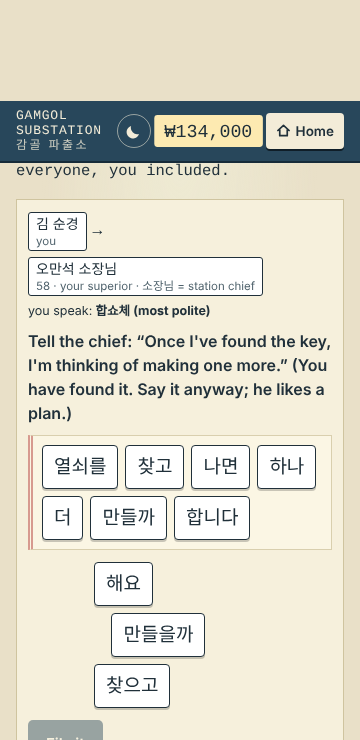 GAMGOL
SUBSTATION
감골 파출소
₩134,000
Home
everyone, you included.
김 순경
you
→
오만석 소장님
58 · your superior · 소장님 = station chief
you speak: 합쇼체 (most polite)
Tell the chief: “Once I've found the key,
I'm thinking of making one more.” (You
have found it. Say it anyway; he likes a
plan.)
열쇠를 찾고 나면 하나
더 만들까 합니다
해요
만들을까
찾으고